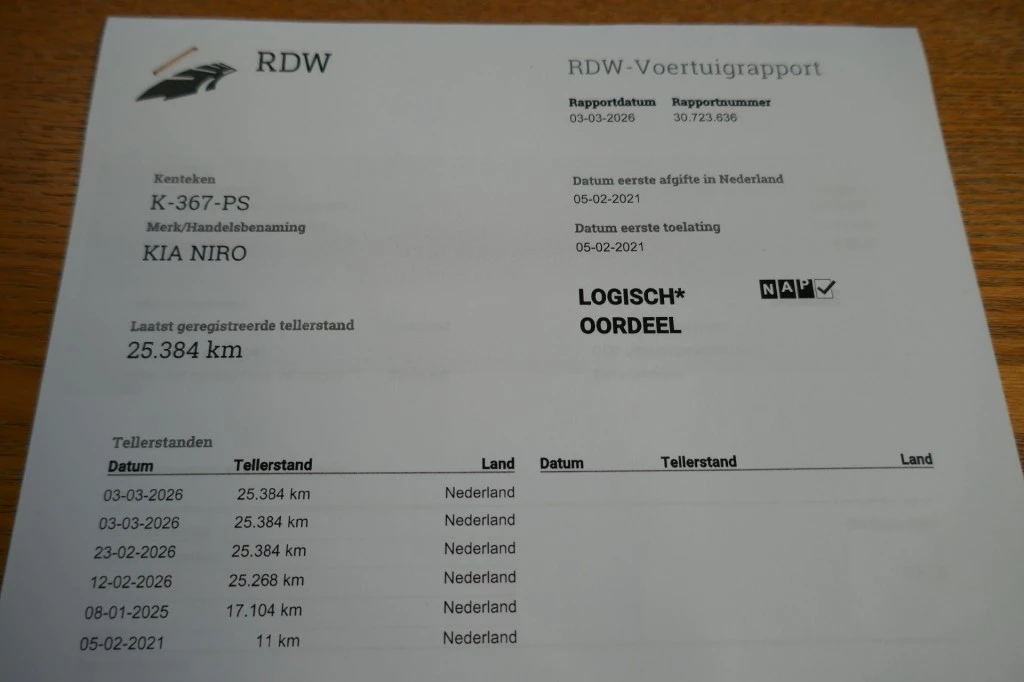 RDW
RDW-Voertuigrapport
Rapportdatum Rapportnummer
03-03-2026 30.723.636
Kenteken
K-367-PS
Merk/Handelsbenaming
KIA NIRO
Datum eerste afgifte in Nederland
05-02-2021
Datum eerste toelating
05-02-2021
LOGISCH*
OORDEEL
NAP
Laatst geregistreerde tellerstand
25.384 km
Tellerstanden
Datum Tellerstand Land Datum Tellerstand Land
03-03-2026 25.384 km Nederland
03-03-2026 25.384 km Nederland
23-02-2026 25.384 km Nederland
12-02-2026 25.268 km Nederland
08-01-2025 17.104 km Nederland
05-02-2021 11 km Nederland